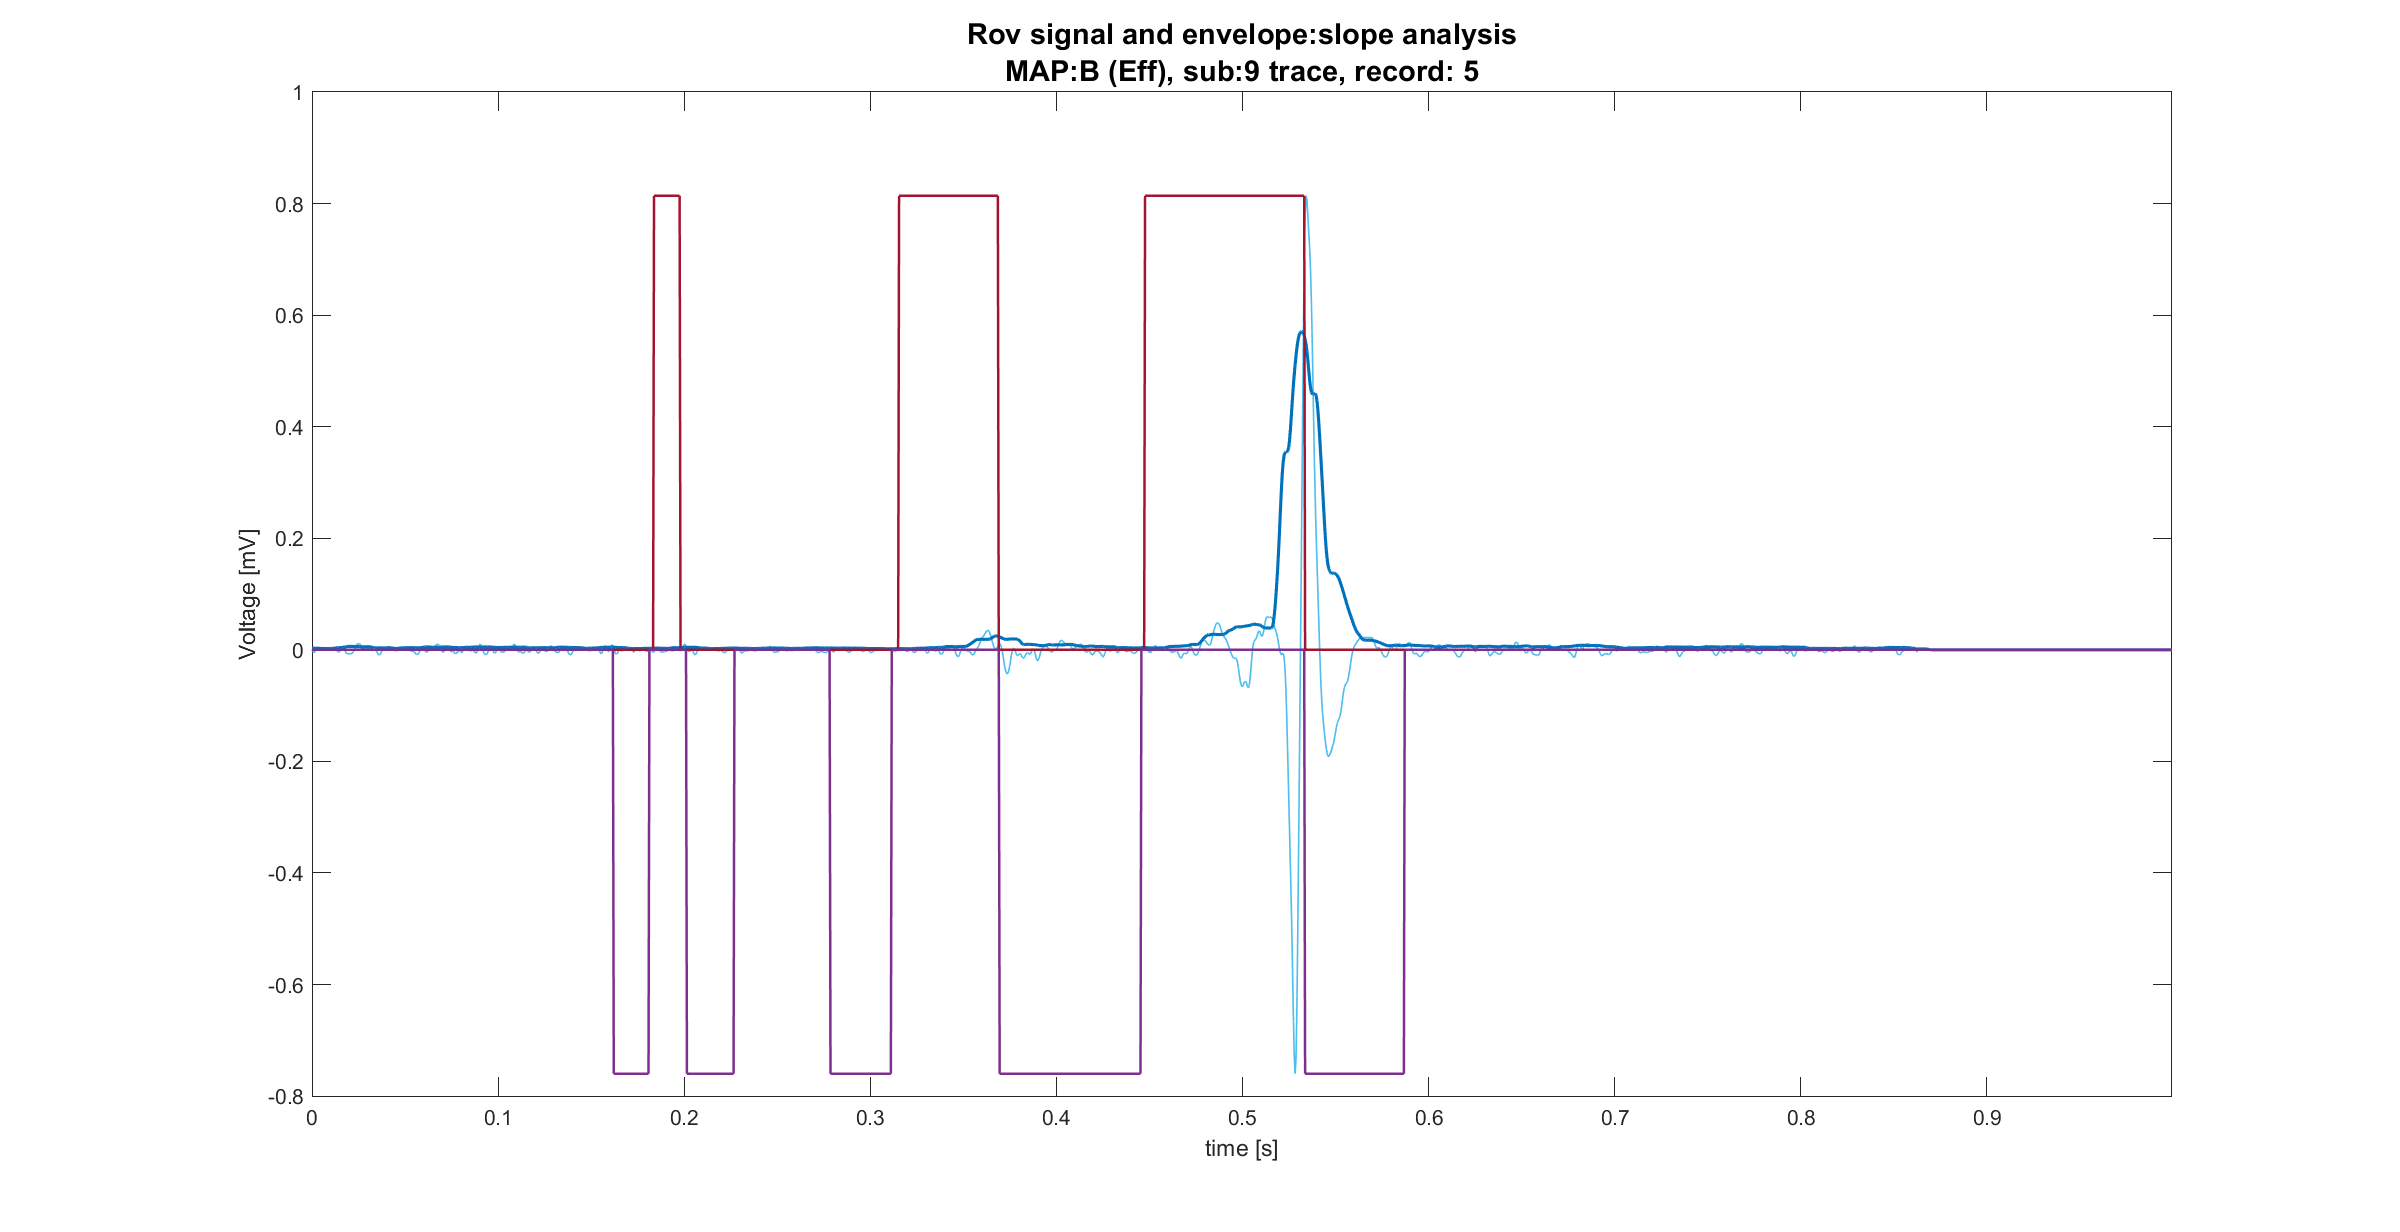 Rov signal and envelope:slope analysis
MAP:B (Eff), sub:9 trace, record: 5
1
0.8
0.6
0.4
0.2
0
-0.2
-0.4
-0.6
-0.8
Voltage [mV]
0 0.1 0.2 0.3 0.4 0.5 0.6 0.7 0.8 0.9
time [s]